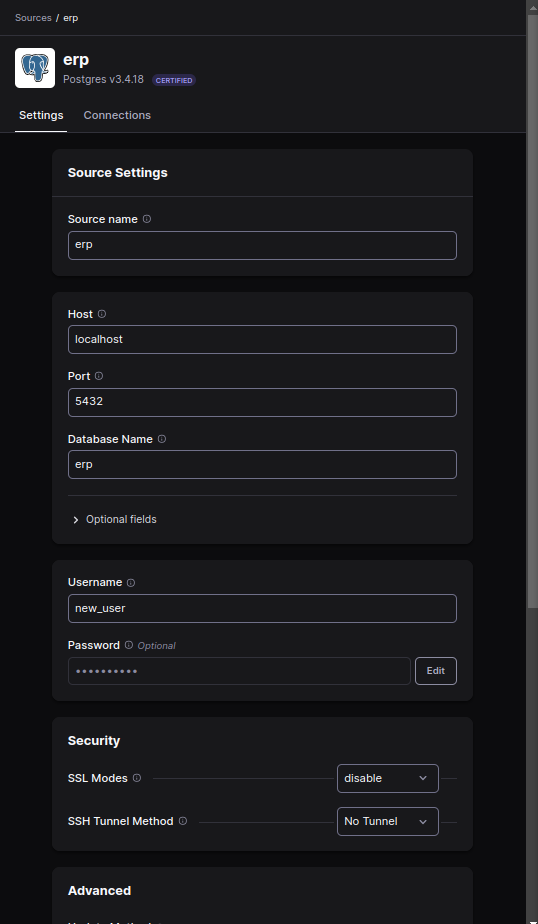 Sources / erp
erp
Postgres v3.4.18 CERTIFIED
Settings Connections
Source Settings
Source name
erp
Host
localhost
Port
5432
Database Name
erp
Optional fields
Username
new_user
Password Optional
••••••••••
Edit
Security
SSL Modes disable
SSH Tunnel Method No Tunnel
Advanced